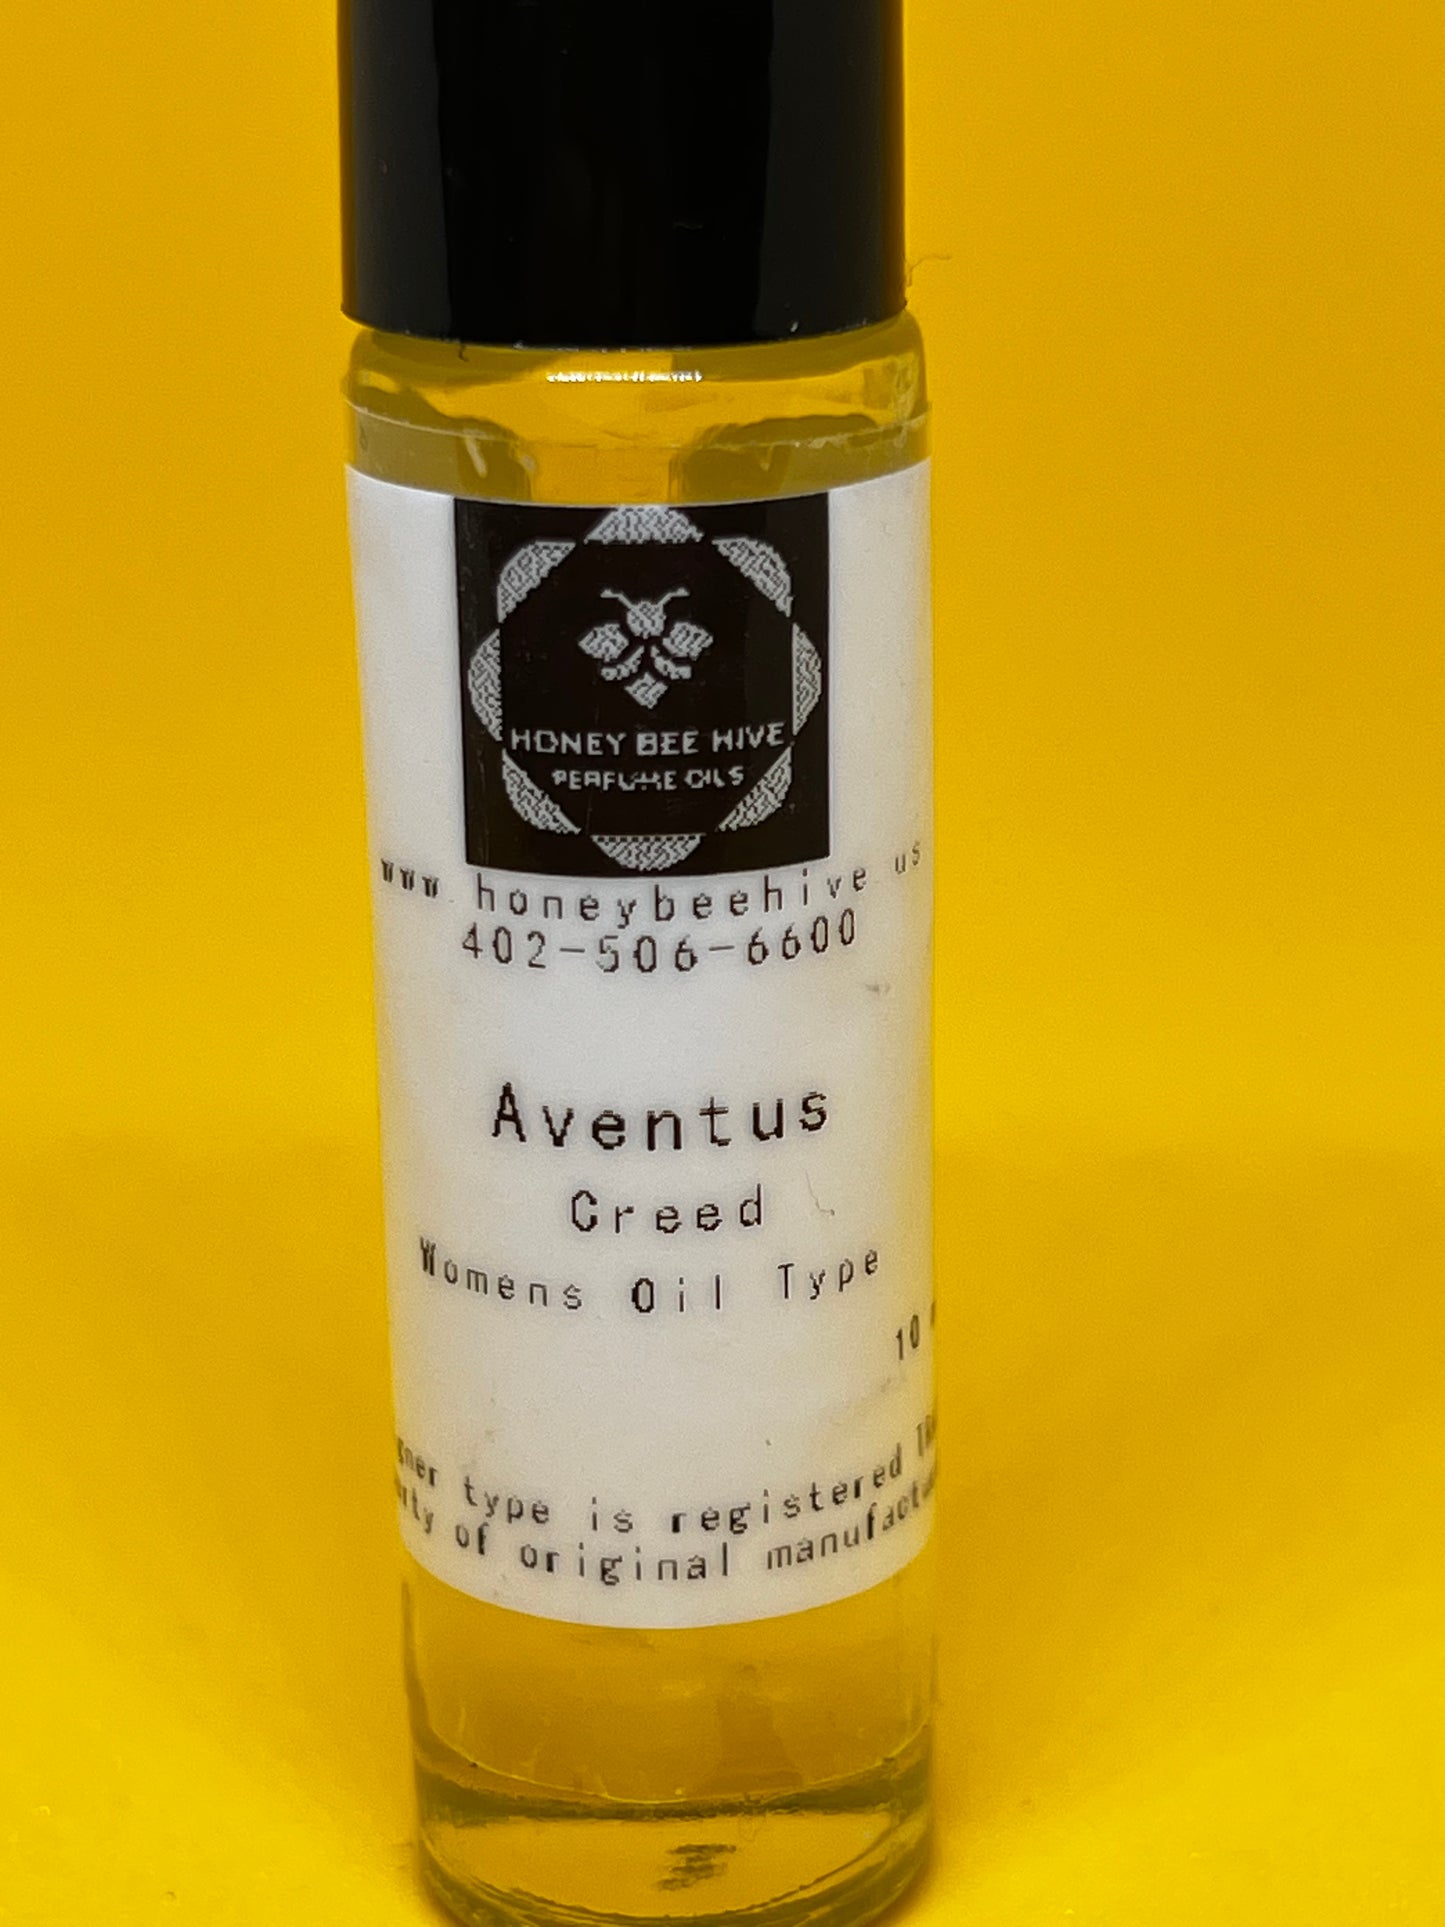 HONEY BEE HIVE
PERFUME OILS
www honeybeehive us
402-506-6600
Aventus
Creed
Womens Oil Type
10
type is registered
of original